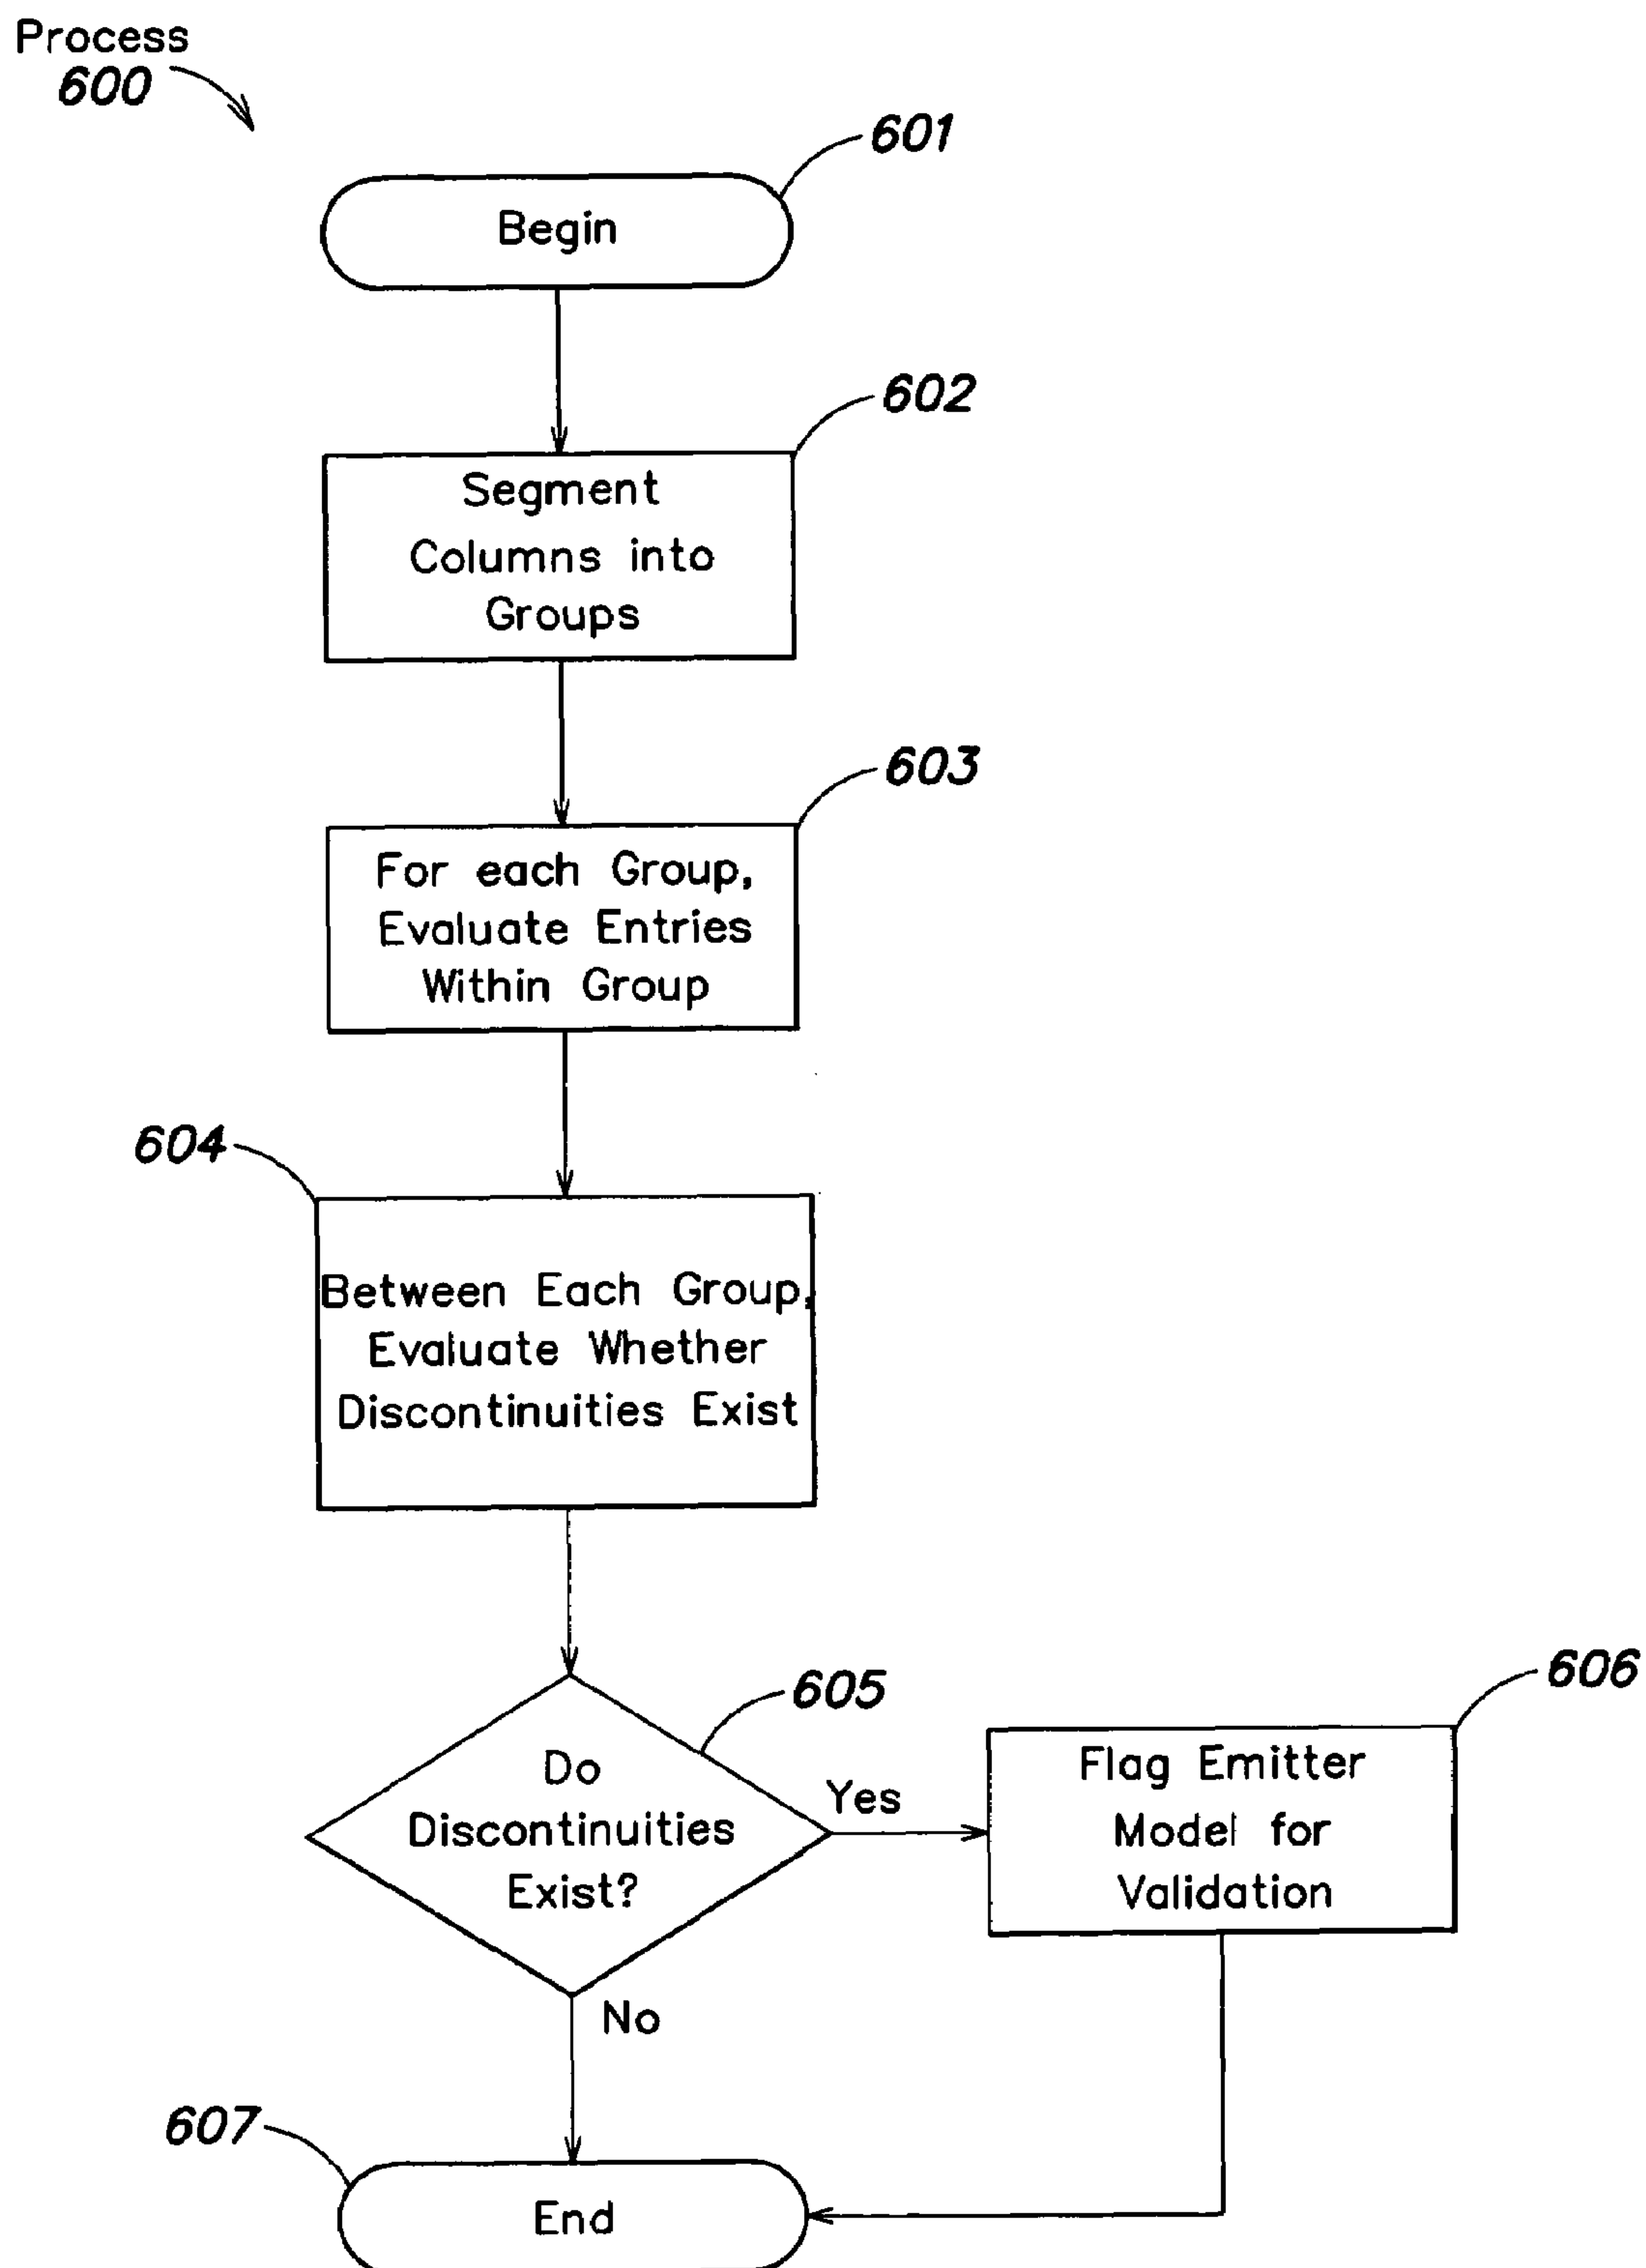 Process
600
601
Begin
602
Segment
Columns into
Groups
603
For each Group,
Evaluate Entries
Within Group
604
Between Each Group,
Evaluate Whether
Discontinuities Exist
605
Do
Discontinuities
Exist?
Yes
606
Flag Emitter
Model for
Validation
No
607
End